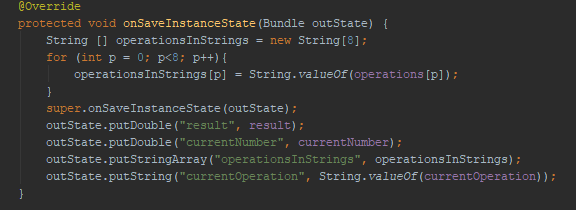 @Override
protected void onSaveInstanceState(Bundle outState) {
    String [] operationsInStrings = new String[8];
    for (int p = 0; p<8; p++){
        operationsInStrings[p] = String.valueOf(operations[p]);
    }
    super.onSaveInstanceState(outState);
    outState.putDouble("result", result);
    outState.putDouble("currentNumber", currentNumber);
    outState.putStringArray("operationsInStrings", operationsInStrings);
    outState.putString("currentOperation", String.valueOf(currentOperation));
}